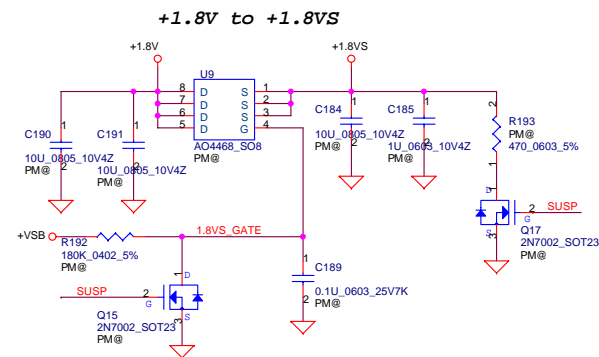 +1.8V to +1.8VS
+1.8V
+1.8VS
U9
8 D S 1
7 D S 2
6 D S 3
5 D G 4
AO4468_SO8
PM@
C190
1
2
10U_0805_10V4Z
PM@
C191
1
2
10U_0805_10V4Z
PM@
C184
1
2
10U_0805_10V4Z
PM@
C185
1
2
1U_0603_10V4Z
PM@
2
R193
PM@
470_0603_5%
1
1
D
2
G
SUSP
S
3
Q17
2N7002_SOT23
PM@
+VSB
R192
180K_0402_5%
PM@
1.8VS_GATE
1
D
SUSP
2
G
S
3
Q15
2N7002_SOT23
PM@
1
C189
0.1U_0603_25V7K
2
PM@